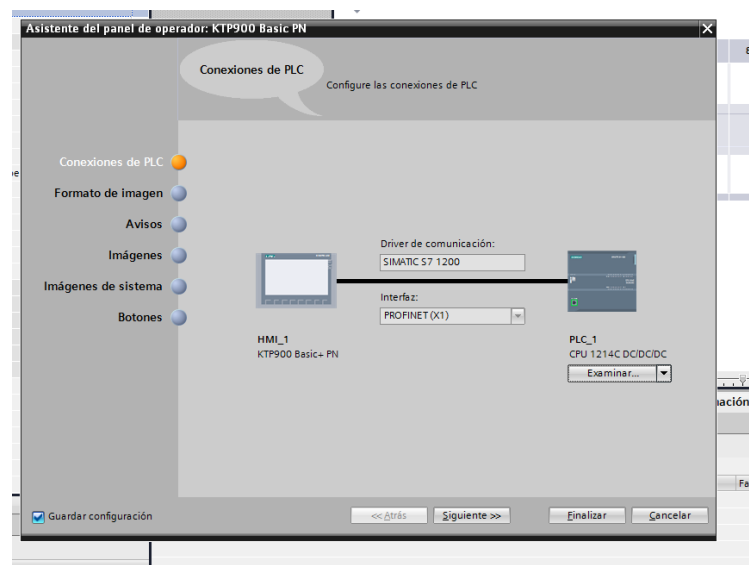 Asistente del panel de operador: KTP900 Basic PN
Conexiones de PLC
Configure las conexiones de PLC
Conexiones de PLC
Formato de imagen
Avisos
Imágenes
Imágenes de sistema
Botones
Driver de comunicación:
SIMATIC S7 1200
Interfaz:
PROFINET (X1)
HMI_1
KTP900 Basic+ PN
PLC_1
CPU 1214C DC/DC/DC
Examinar...
Guardar configuración
<< Atrás
Siguiente >>
Finalizar
Cancelar
ación
Fa